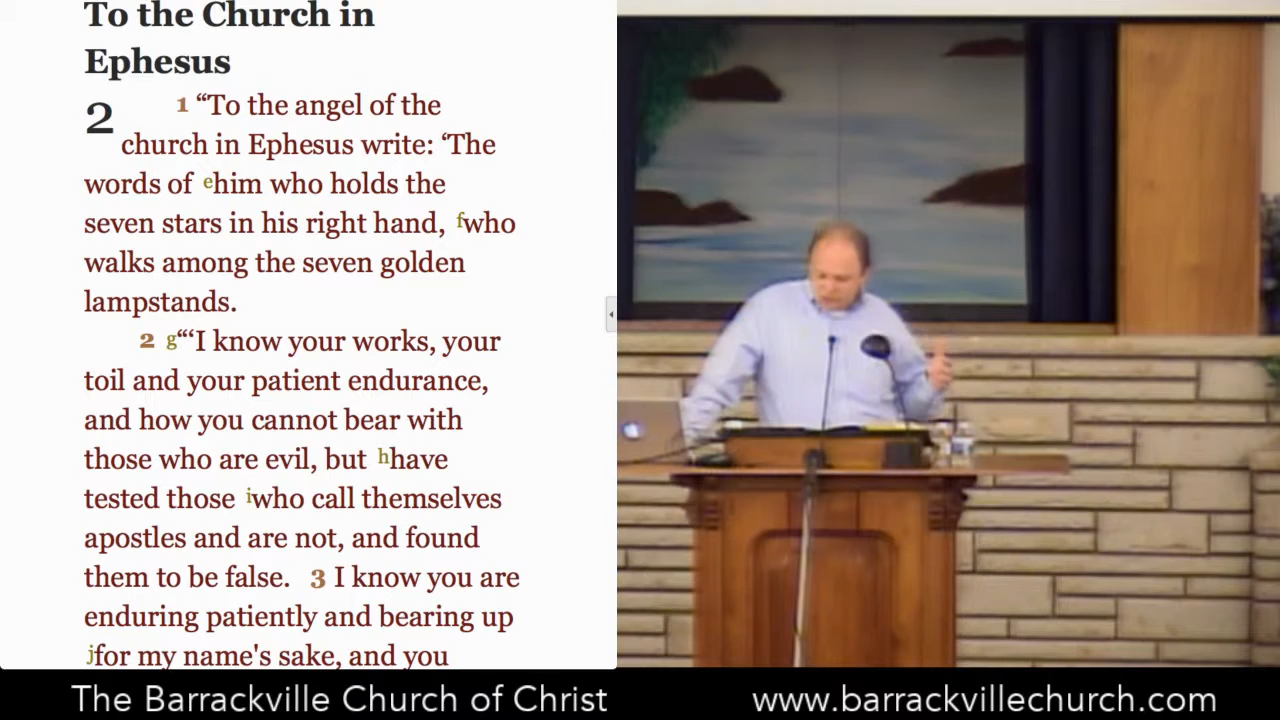 To the Church in
Ephesus
2 1 “To the angel of the
church in Ephesus write: ‘The
words of ehim who holds the
seven stars in his right hand, fwho
walks among the seven golden
lampstands.
2 g“‘I know your works, your
toil and your patient endurance,
and how you cannot bear with
those who are evil, but hhave
tested those iwho call themselves
apostles and are not, and found
them to be false. 3 I know you are
enduring patiently and bearing up
jfor my name's sake, and you
The Barrackville Church of Christ
www.barrackvillechurch.com